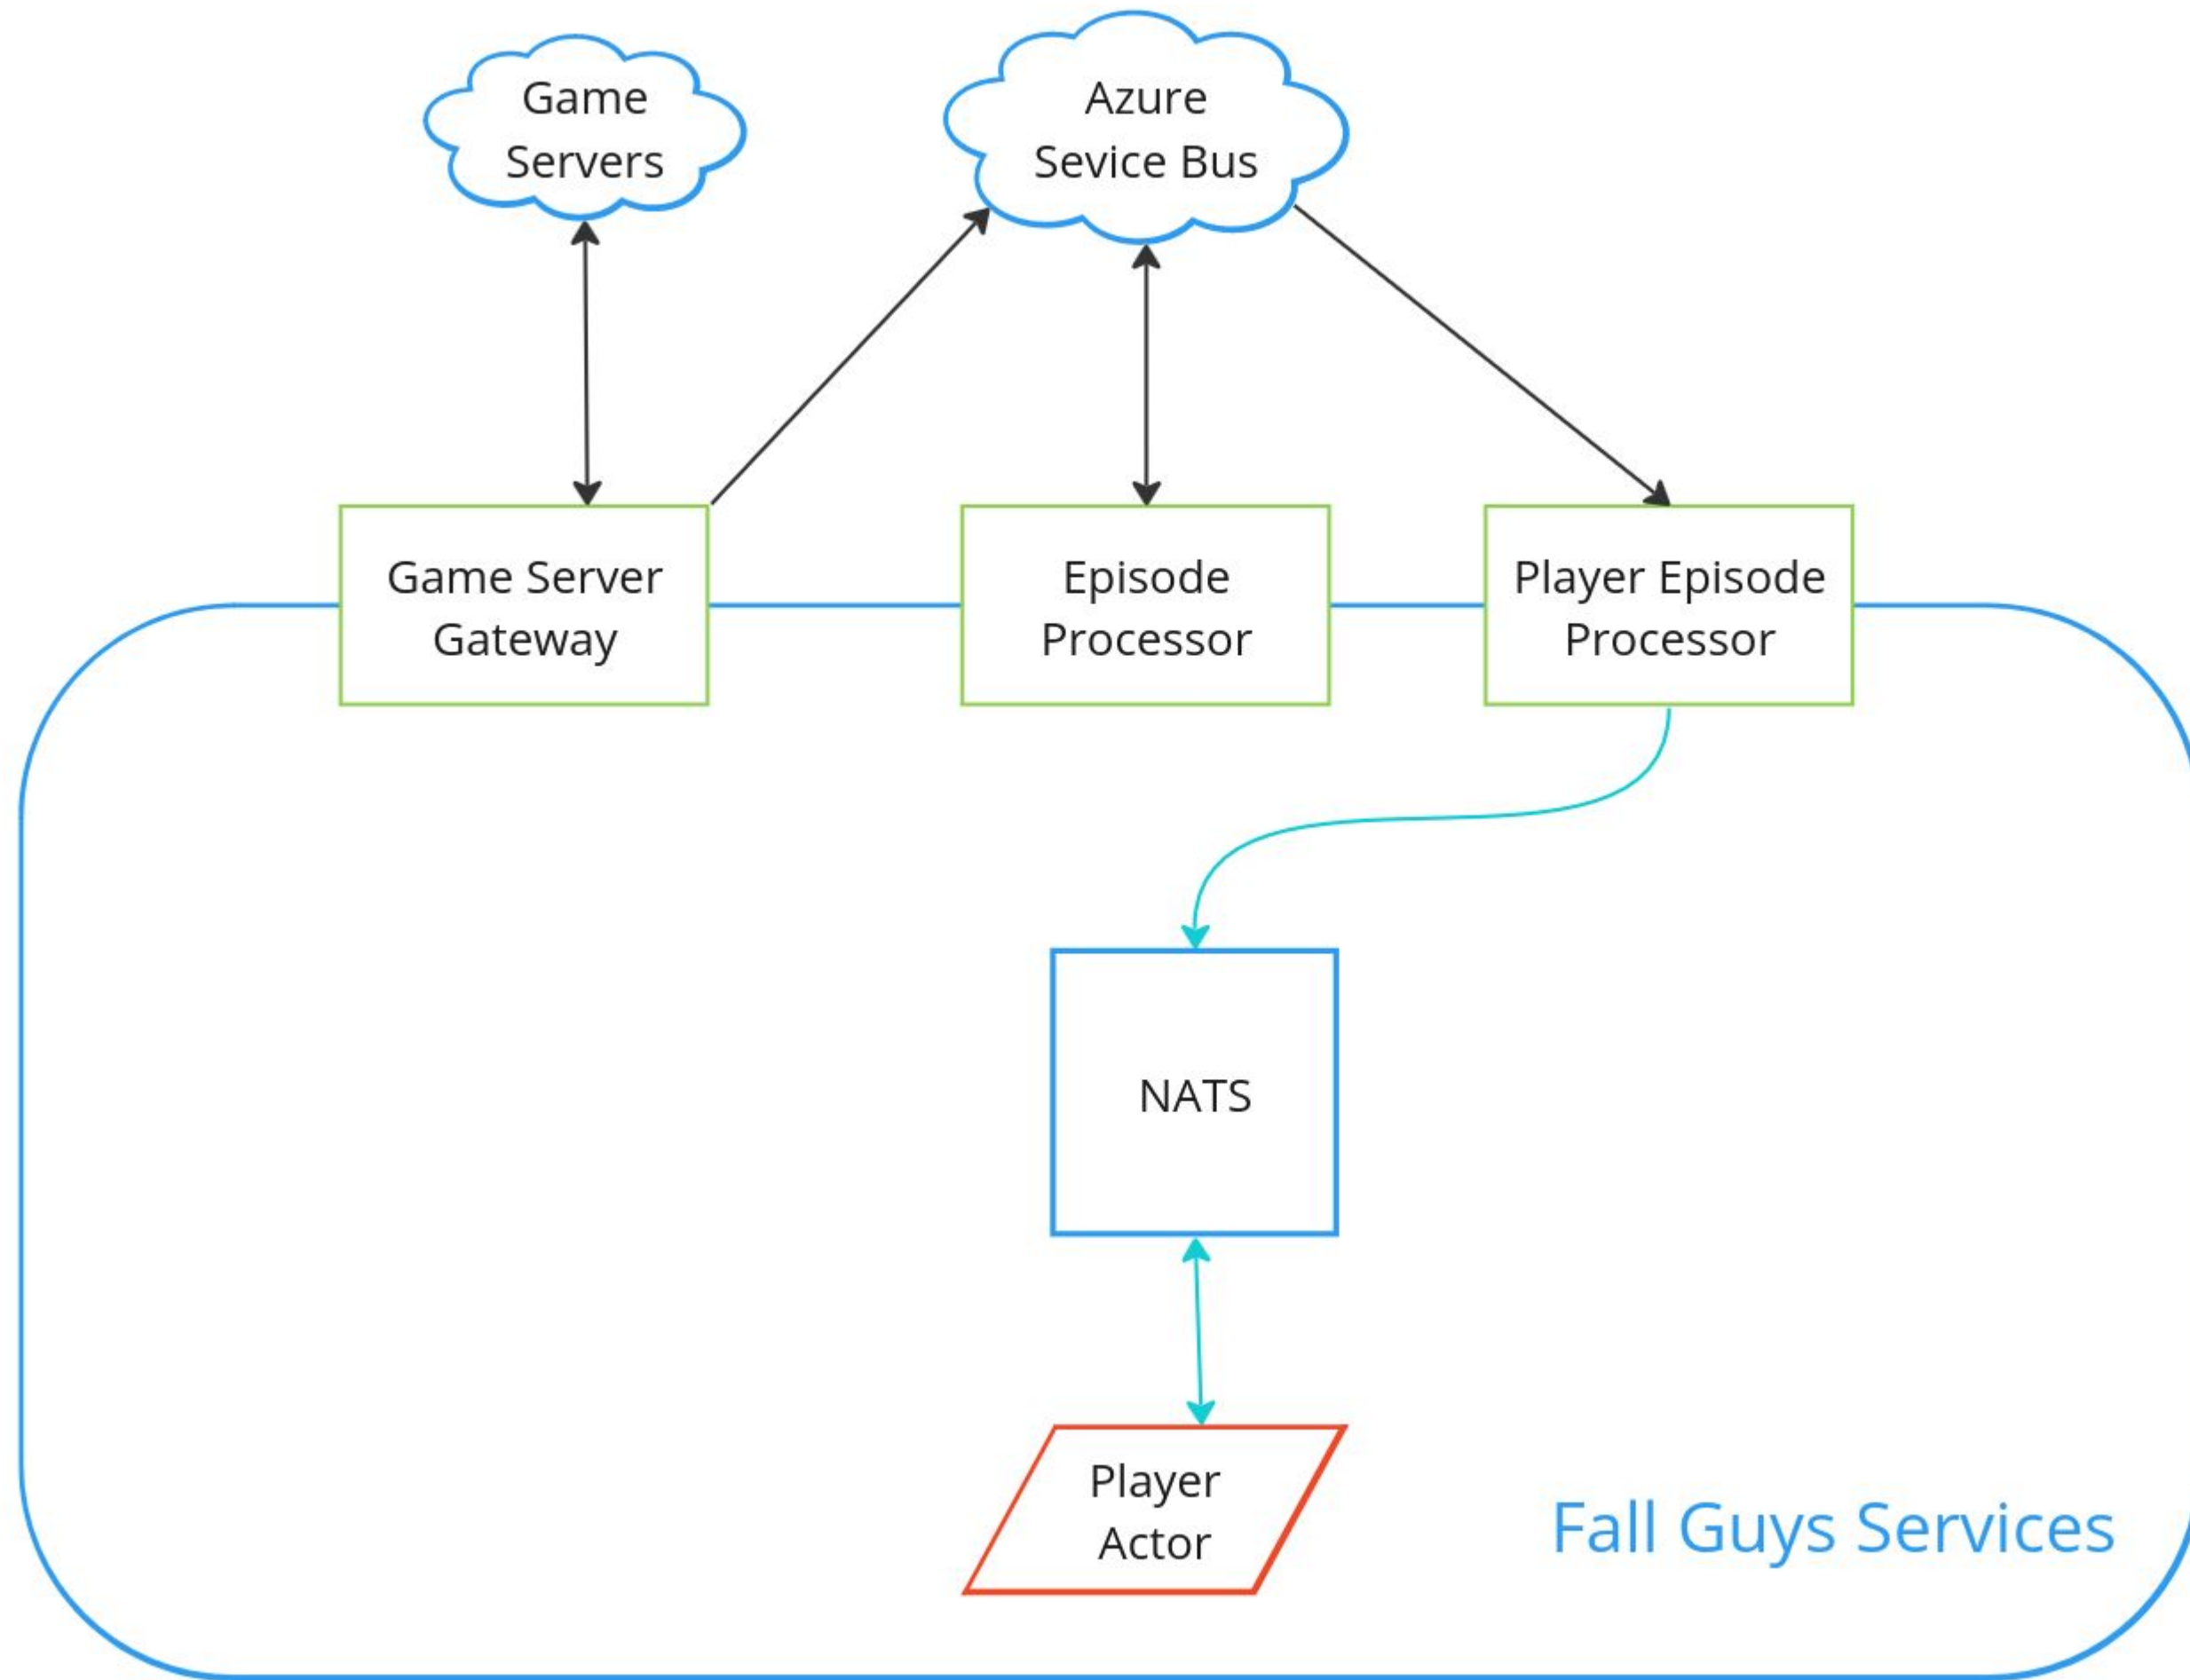 Game
Servers
Azure
Sevice Bus
Game Server
Gateway
Episode
Processor
Player Episode
Processor
NATS
Player
Actor
Fall Guys Services